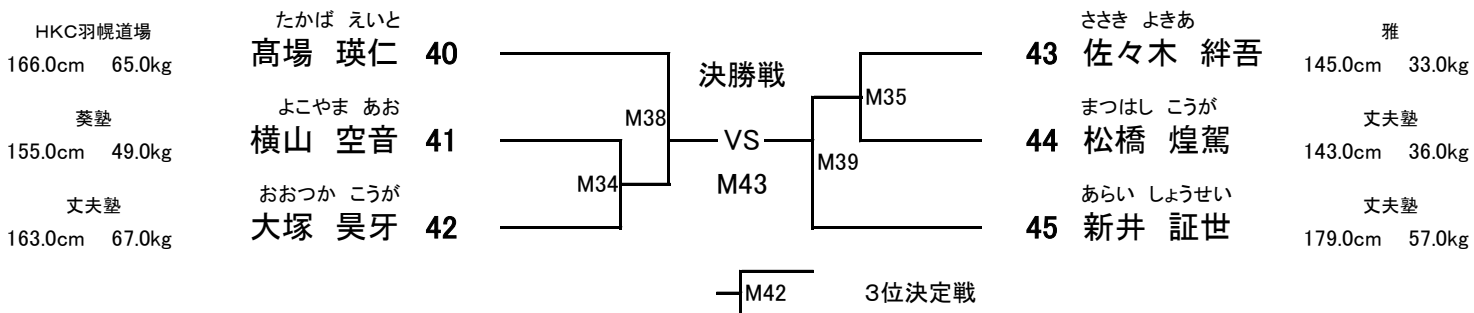 HKC羽幌道場
166.0cm 65.0kg
たかば えいと
髙場 瑛仁 40
葵塾
155.0cm 49.0kg
よこやま あお
横山 空音 41
丈夫塾
163.0cm 67.0kg
おおつか こうが
大塚 昊牙 42
M34
M38
決勝戦
VS
M43
M35
M39
ささき よきあ
43 佐々木 絆吾
雅
145.0cm 33.0kg
まつはし こうが
44 松橋 煌駕
丈夫塾
143.0cm 36.0kg
あらい しょうせい
45 新井 証世
丈夫塾
179.0cm 57.0kg
M42 3位決定戦